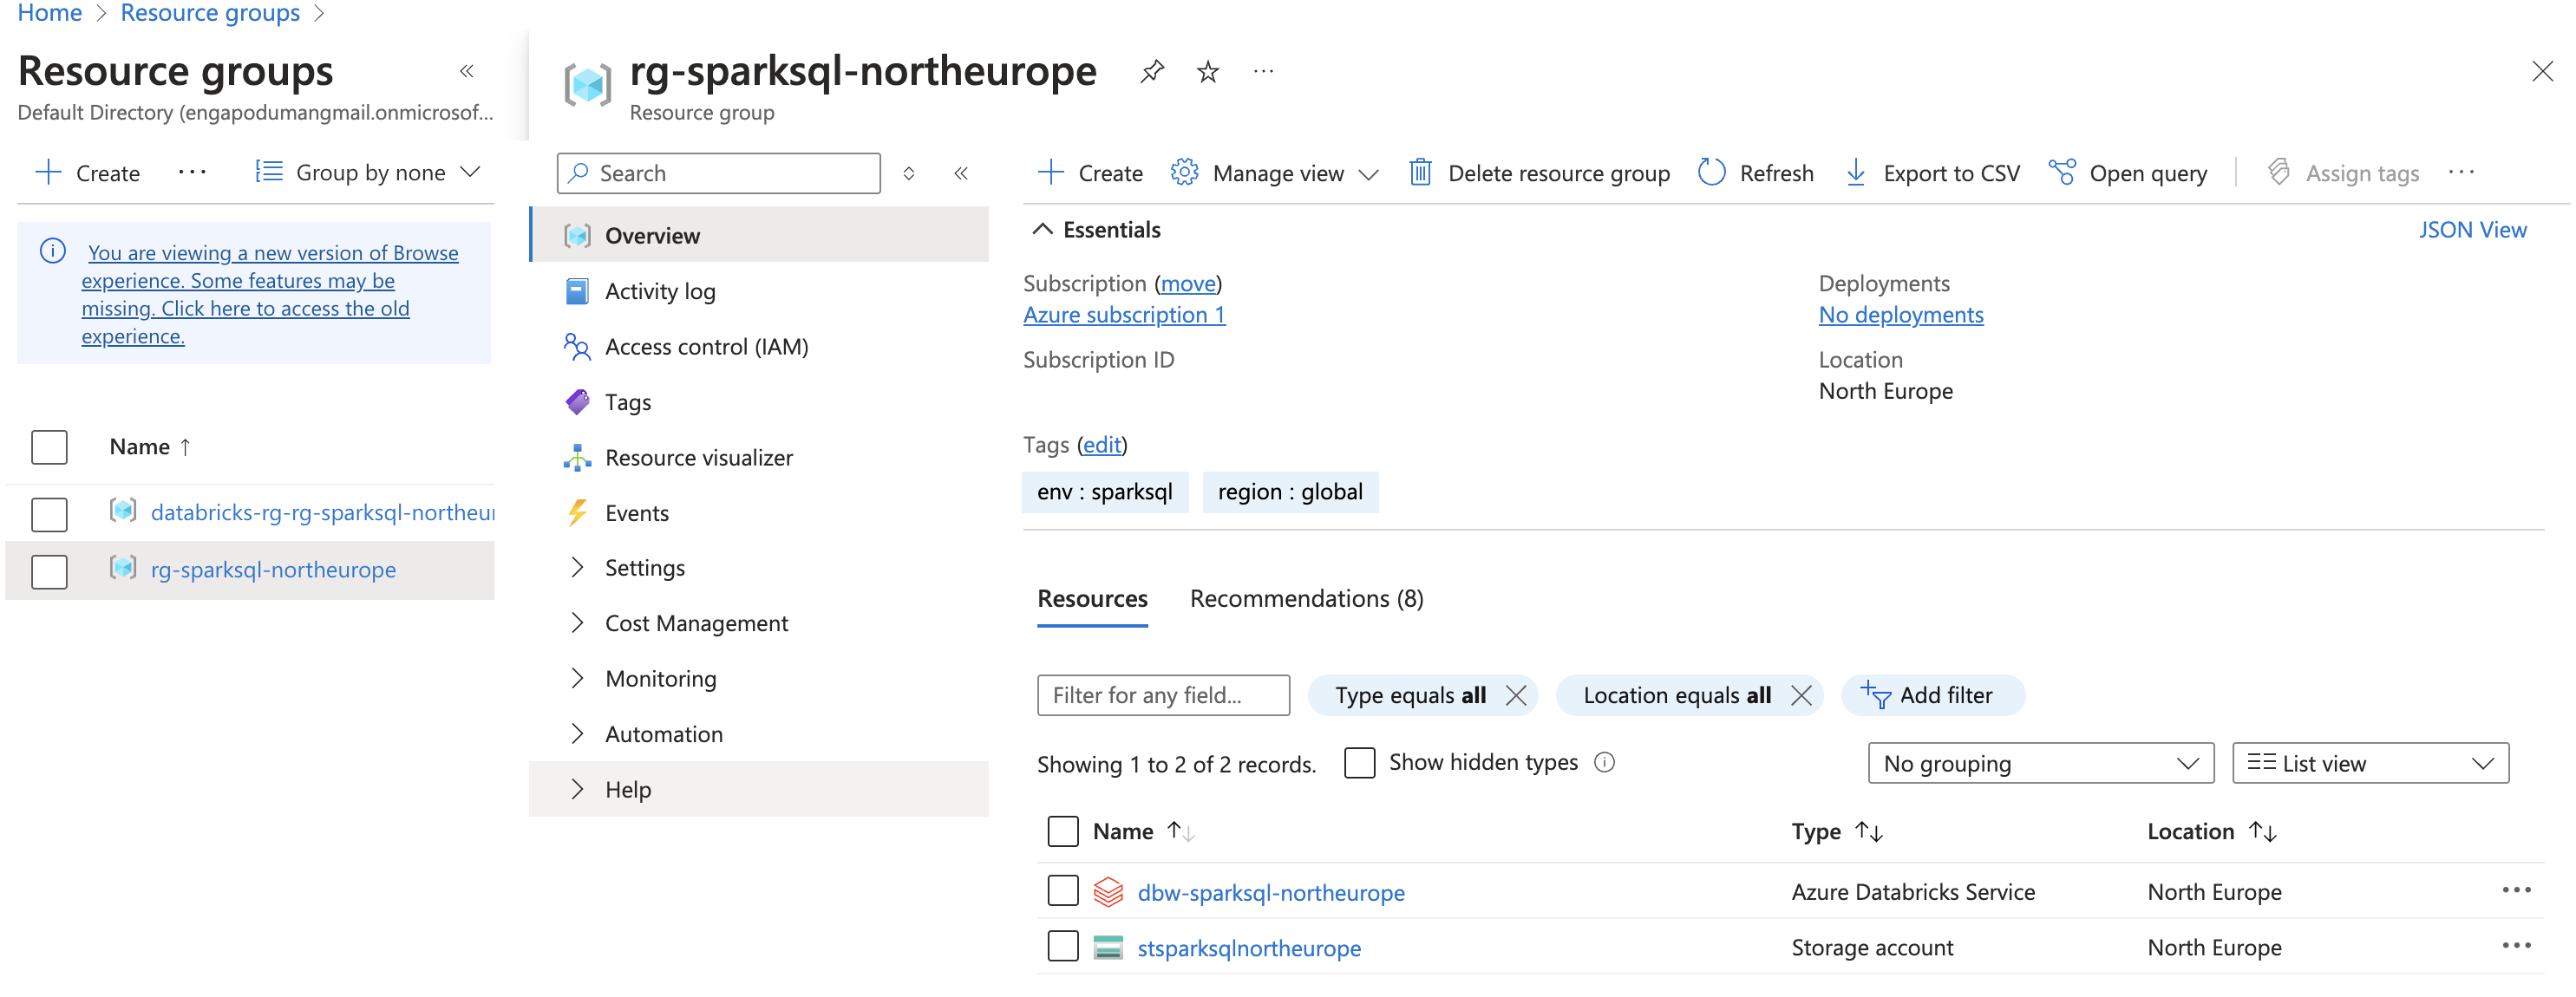 Home > Resource groups >
Resource groups
Default Directory (engapodumangmail.onmicrosof...
Create
Group by none
You are viewing a new version of Browse
experience. Some features may be
missing. Click here to access the old
experience.
Name ↑
databricks-rg-rg-sparksql-northeur
rg-sparksql-northeurope
rg-sparksql-northeurope
Resource group
Search
Overview
Activity log
Access control (IAM)
Tags
Resource visualizer
Events
Settings
Cost Management
Monitoring
Automation
Help
Create
Manage view
Delete resource group
Refresh
Export to CSV
Open query
Assign tags
Essentials
JSON View
Subscription (move)
Azure subscription 1
Subscription ID
Deployments
No deployments
Location
North Europe
Tags (edit)
env : sparksql
region : global
Resources
Recommendations (8)
Filter for any field...
Type equals all
Location equals all
Add filter
Showing 1 to 2 of 2 records.
Show hidden types
No grouping
List view
Name ↑↓ Type ↑↓ Location ↑↓
dbw-sparksql-northeurope Azure Databricks Service North Europe
stsparksqlnortheurope Storage account North Europe